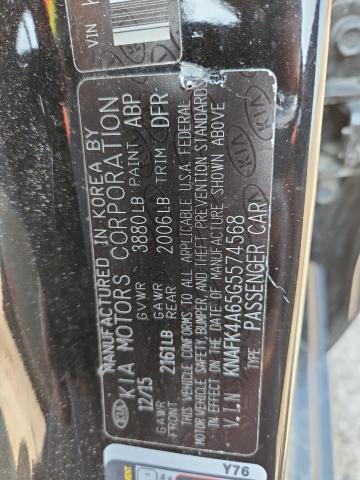 VIN
MANUFACTURED IN KOREA BY
KIA MOTORS CORPORATION
12/15 GVWR 3880LB PAINT ABP
GAWR FRONT 2161LB GAWR REAR 2006LB TRIM DFR
THIS VEHICLE CONFORMS TO ALL APPLICABLE U.S.A. FEDERAL
MOTOR VEHICLE SAFETY, BUMPER, AND THEFT PREVENTION STANDARDS
IN EFFECT ON THE DATE OF MANUFACTURE SHOWN ABOVE
V.I.N KNAFK4A65G5574568
TYPE PASSENGER CAR
KIA
Y76